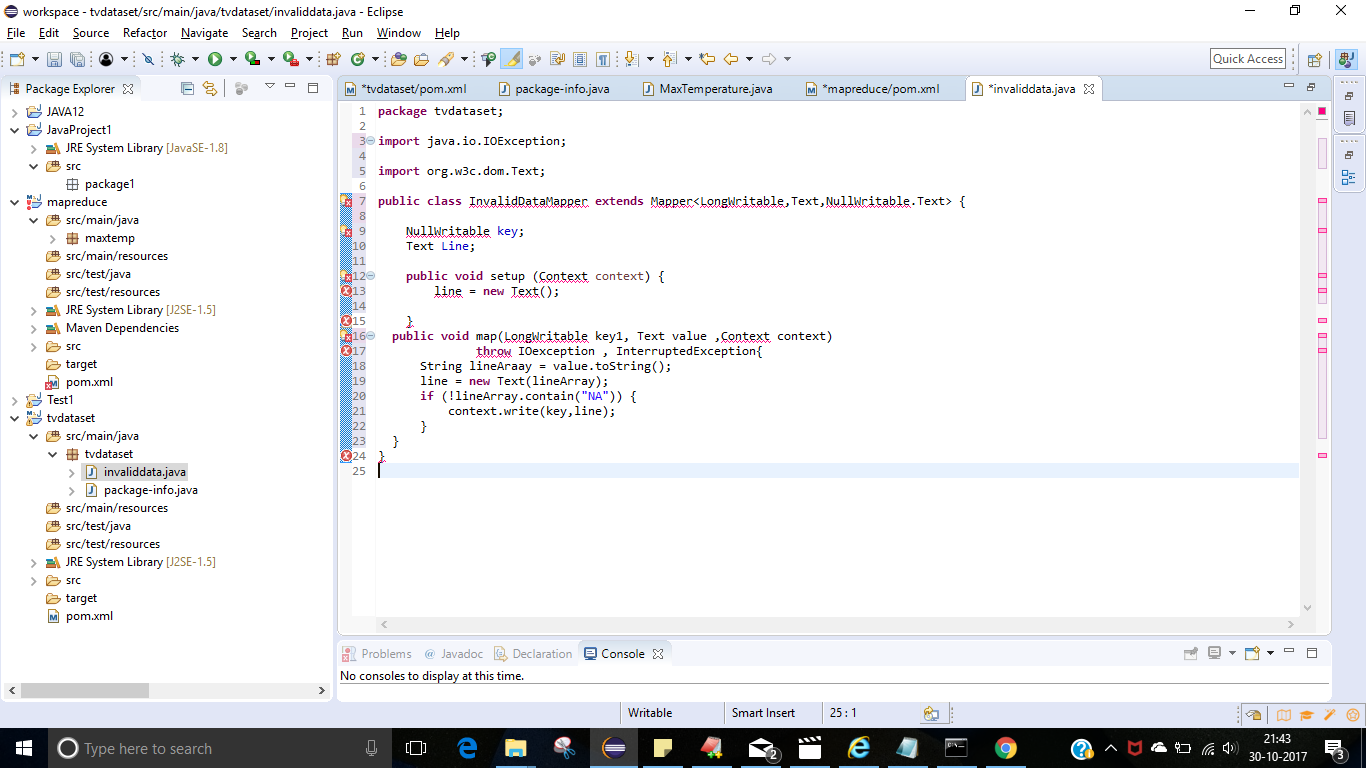 workspace - tvdataset/src/main/java/tvdataset/invaliddata.java - Eclipse
File Edit Source Refactor Navigate Search Project Run Window Help
Quick Access
Package Explorer
JAVA12
JavaProject1
JRE System Library [JavaSE-1.8]
src
package1
mapreduce
src/main/java
maxtemp
src/main/resources
src/test/java
src/test/resources
JRE System Library [J2SE-1.5]
Maven Dependencies
src
target
pom.xml
Test1
tvdataset
src/main/java
tvdataset
invaliddata.java
package-info.java
src/main/resources
src/test/java
src/test/resources
JRE System Library [J2SE-1.5]
src
target
pom.xml
*tvdataset/pom.xml package-info.java MaxTemperature.java *mapreduce/pom.xml *invaliddata.java
1 package tvdataset;
2
3 import java.io.IOException;
4
5 import org.w3c.dom.Text;
6
7 public class InvalidDataMapper extends Mapper<LongWritable,Text,NullWritable.Text> {
8
9 NullWritable key;
10 Text Line;
11
12 public void setup (Context context) {
13 line = new Text();
14
15 }
16 public void map(LongWritable key1, Text value ,Context context)
17 throw IOexception , InterruptedException{
18 String lineAraay = value.toString();
19 line = new Text(lineArray);
20 if (!lineArray.contain("NA")) {
21 context.write(key,line);
22 }
23 }
24 }
25
Problems @ Javadoc Declaration Console
No consoles to display at this time.
Writable Smart Insert 25 : 1
Type here to search
2
21:43
30-10-2017
3